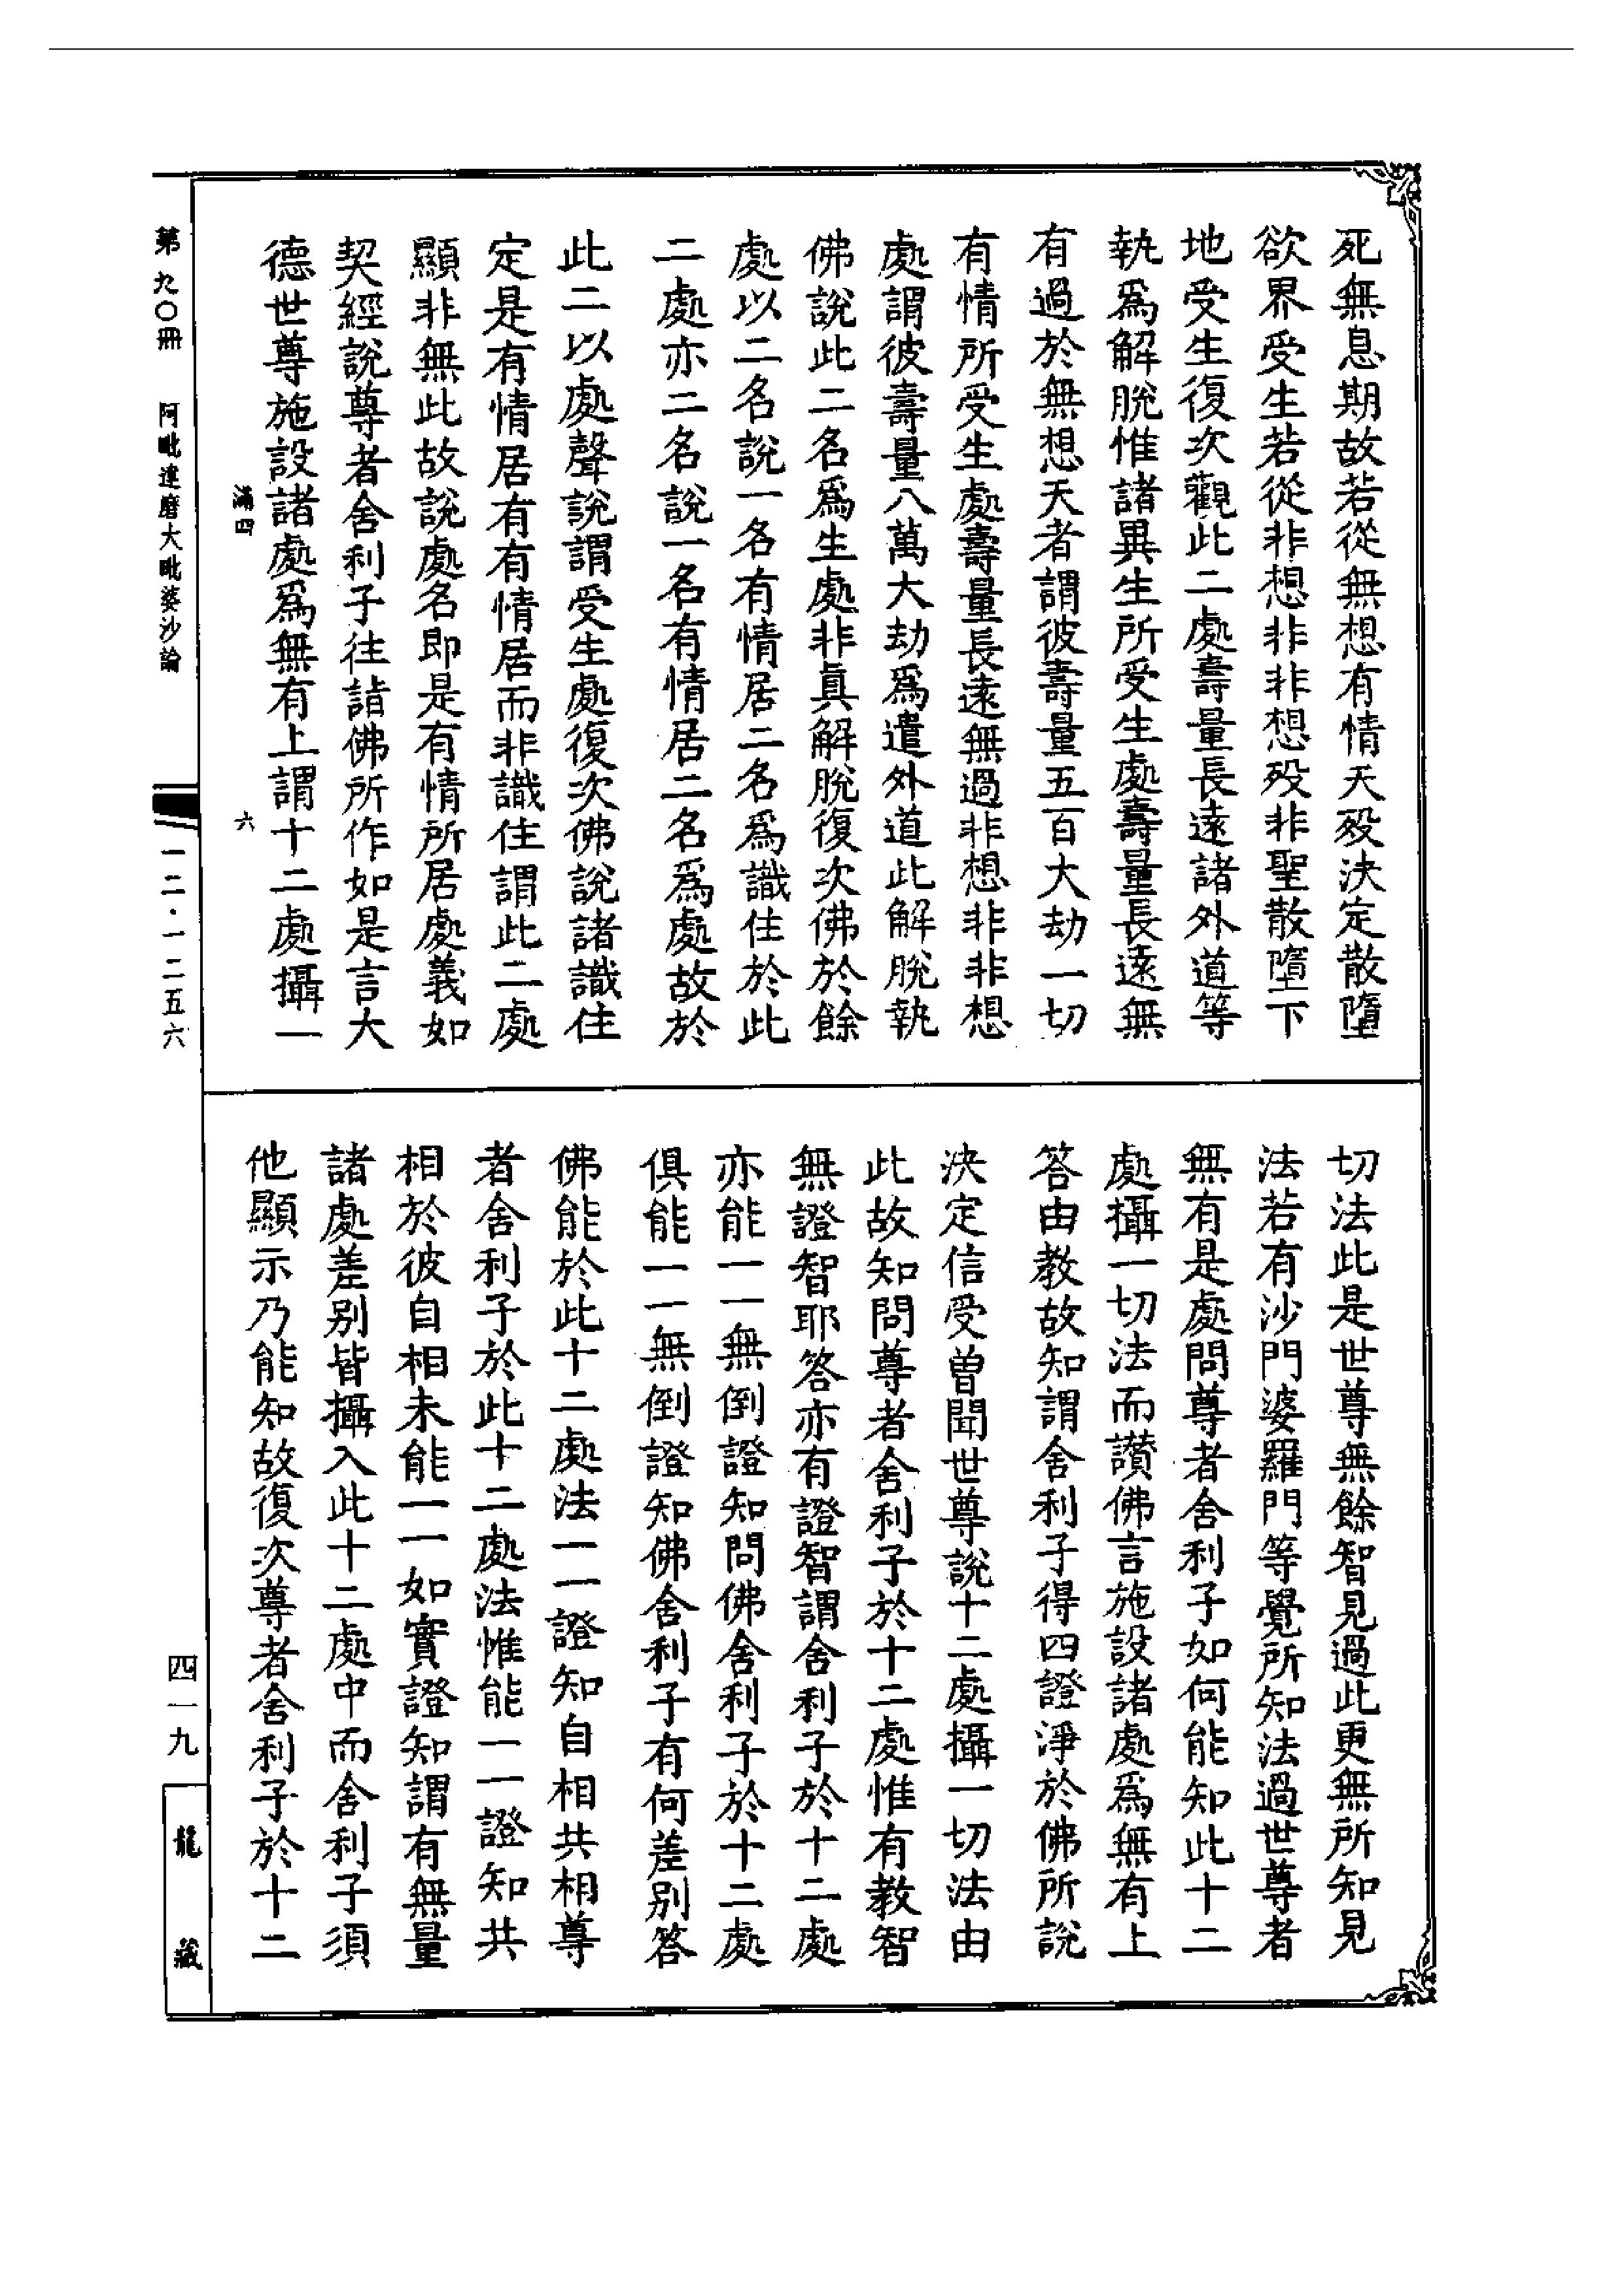 死無息期故若從無想有情天歿決定散墮
欲界受生若從非想非非想歿非聖散墮下
地受生復次觀此二處壽量長遠諸外道等
執爲解脫惟諸異生所受生處壽量長遠無
有過於無想天者謂彼壽量五百大劫一切
有情所受生處壽量長遠無過非想非非想
處謂彼壽量八萬大劫爲遣外道此解脫執
佛說此二名爲生處非眞解脫復次佛於餘
處以二名說一名有情居二名爲識住於此
二處亦二名說一名有情居二名爲處故於
此二以處聲說謂受生處復次佛說諸識住
定是有情居有有情居而非識住謂此二處
顯非無此故說處名即是有情所居處義如
契經說尊者舍利子往詣佛所作如是言大
德世尊施設諸處爲無有上謂十二處攝一
滿四 六
切法此是世尊無餘智見過此更無所知見
法若有沙門婆羅門等覺所知法過世尊者
無有是處問尊者舍利子如何能知此十二
處攝一切法而讚佛言施設諸處爲無有上
答由教故知謂舍利子得四證淨於佛所說
決定信受曾聞世尊說十二處攝一切法由
此故知問尊者舍利子於十二處惟有教智
無證智耶答亦有證智謂舍利子於十二處
亦能一一無倒證知問佛舍利子於十二處
俱能一一無倒證知佛舍利子有何差別答
佛能於此十二處法一一證知自相共相尊
者舍利子於此十二處法惟能一一證知共
相於彼自相未能一一如實證知謂有無量
諸處差別皆攝入此十二處中而舍利子須
他顯示乃能知故復次尊者舍利子於十二
第九〇冊 阿毗達磨大毗婆沙論
一二·一二五六
四一九
龍藏